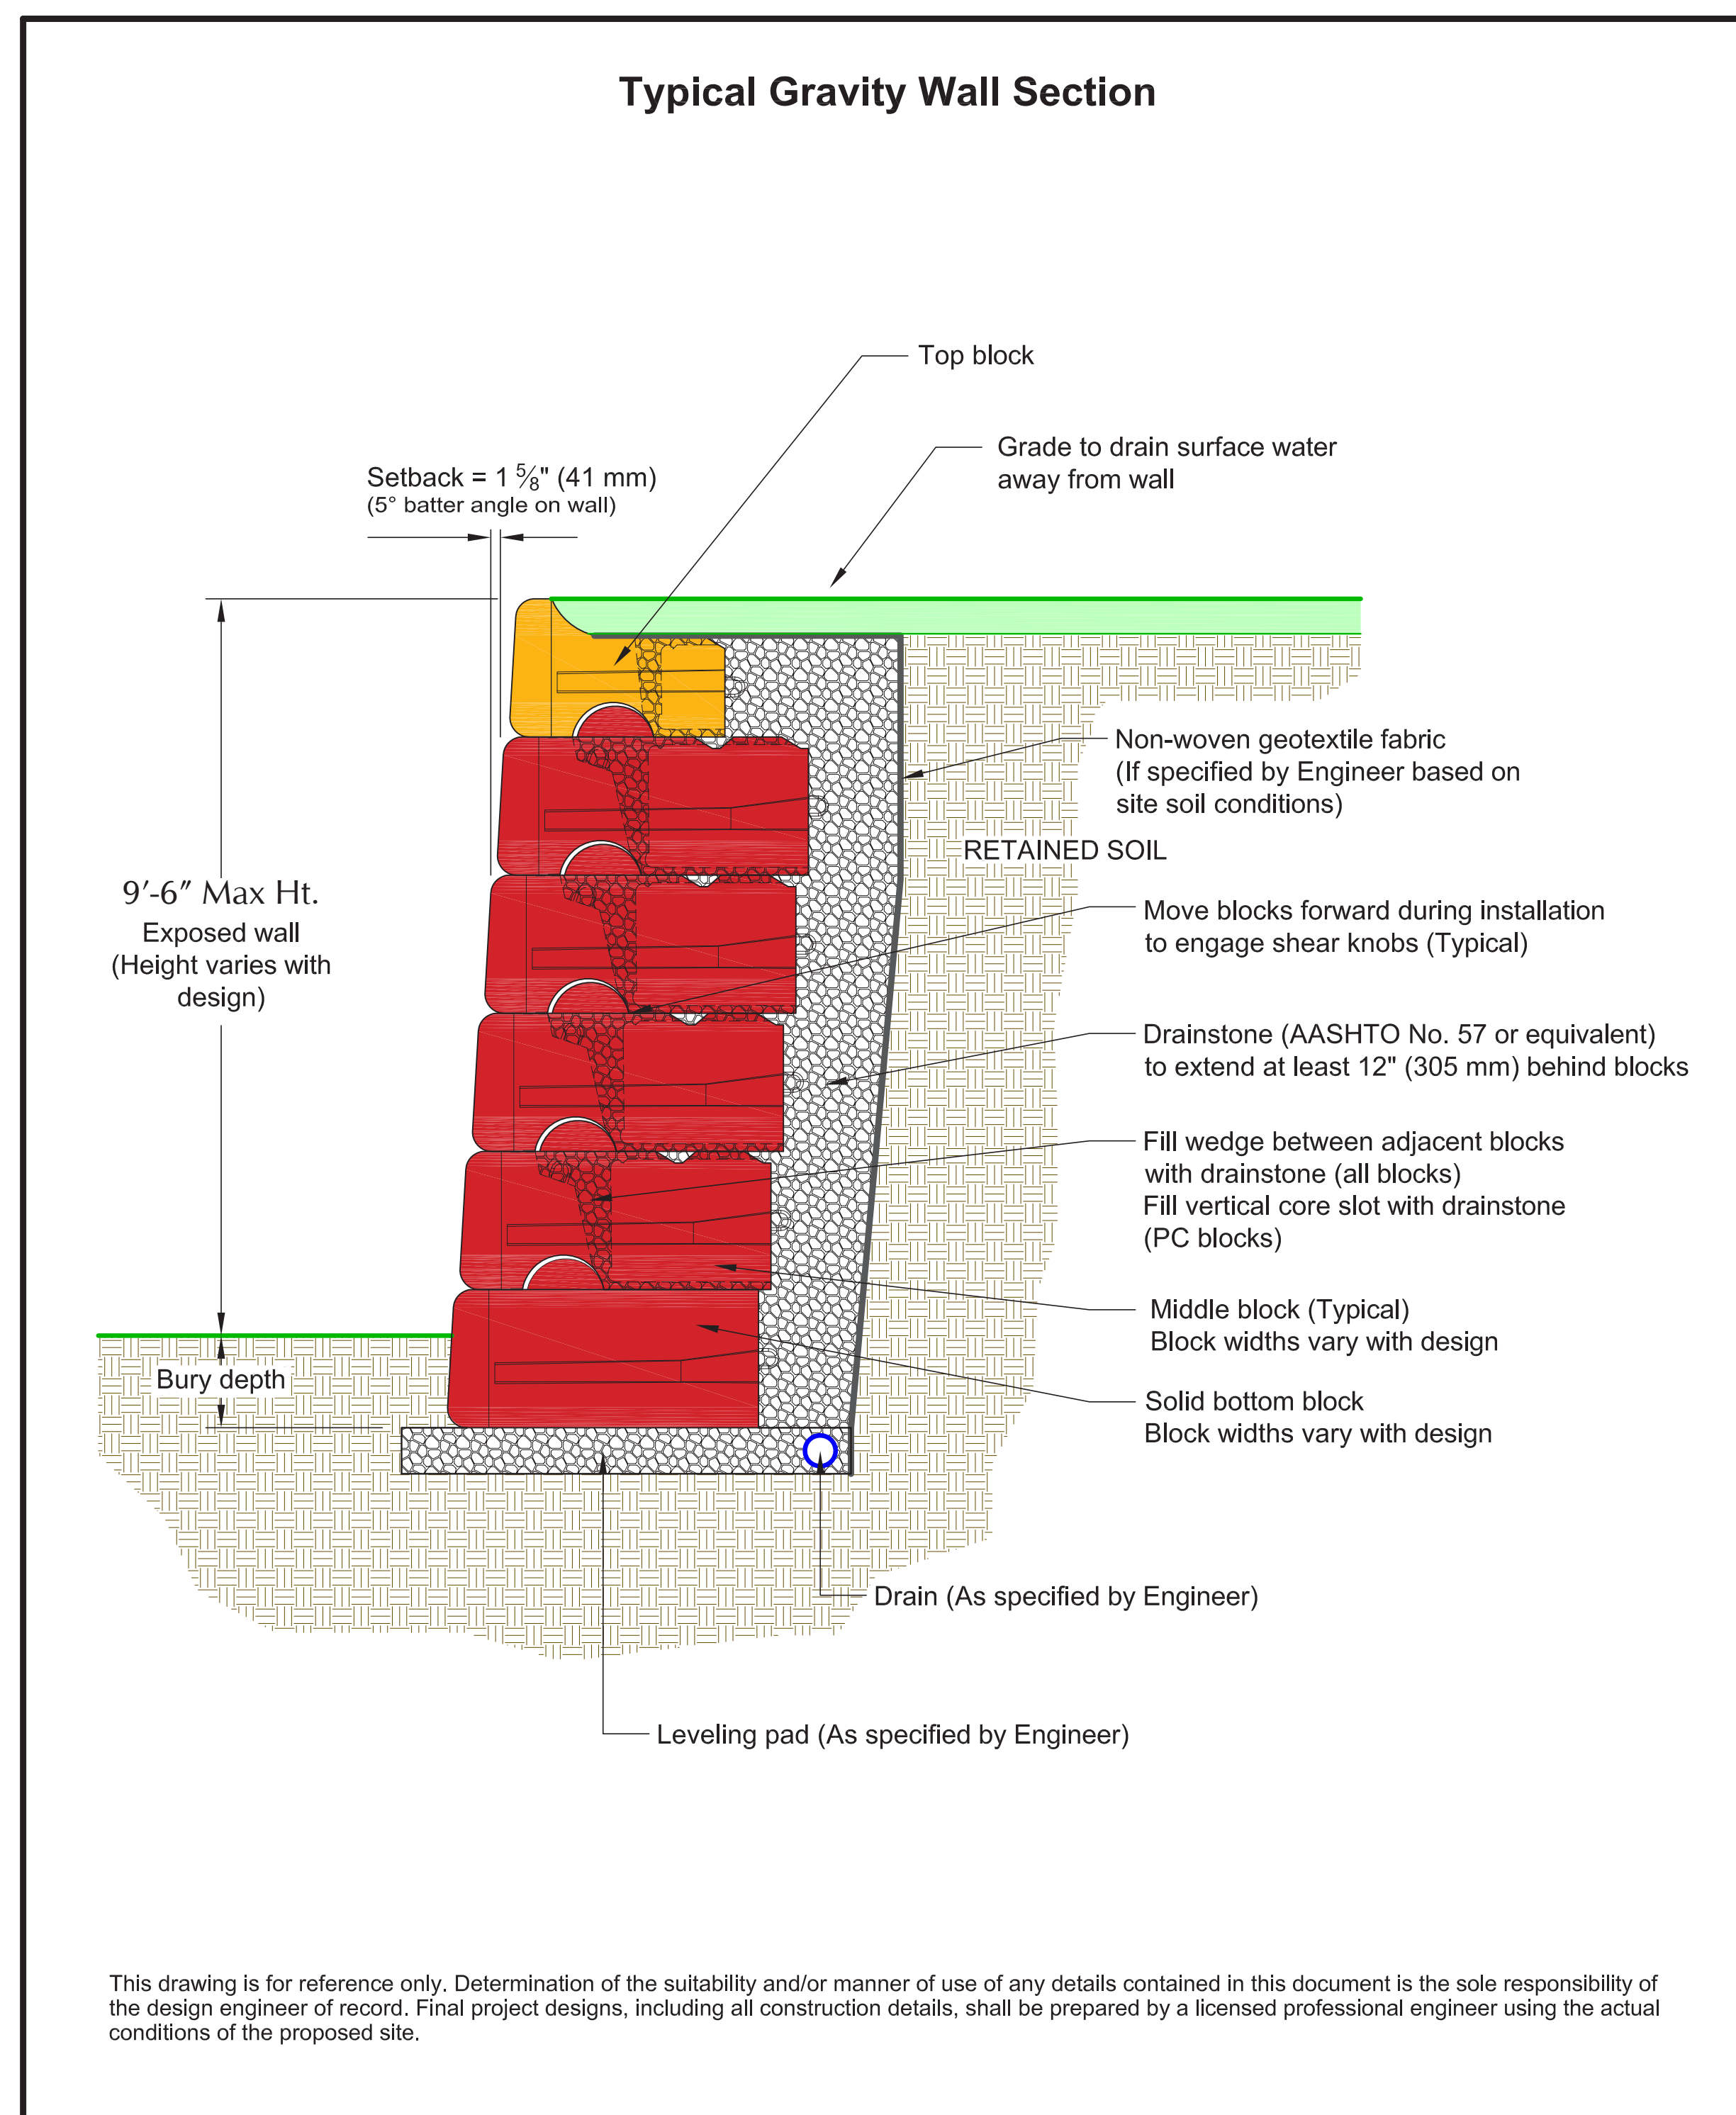 Typical Gravity Wall Section
Top block
Grade to drain surface water
away from wall
Setback = 1 ⅝" (41 mm)
(5° batter angle on wall)
Non-woven geotextile fabric
(If specified by Engineer based on
site soil conditions)
RETAINED SOIL
9′-6″ Max Ht.
Exposed wall
(Height varies with
design)
Move blocks forward during installation
to engage shear knobs (Typical)
Drainstone (AASHTO No. 57 or equivalent)
to extend at least 12" (305 mm) behind blocks
Fill wedge between adjacent blocks
with drainstone (all blocks)
Fill vertical core slot with drainstone
(PC blocks)
Middle block (Typical)
Block widths vary with design
Bury depth
Solid bottom block
Block widths vary with design
Drain (As specified by Engineer)
Leveling pad (As specified by Engineer)
This drawing is for reference only. Determination of the suitability and/or manner of use of any details contained in this document is the sole responsibility of
the design engineer of record. Final project designs, including all construction details, shall be prepared by a licensed professional engineer using the actual
conditions of the proposed site.